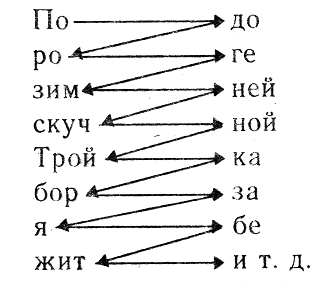 По до
ро ге
зим ней
скуч ной
Трой ка
бор за
я бе
жит и т. д.